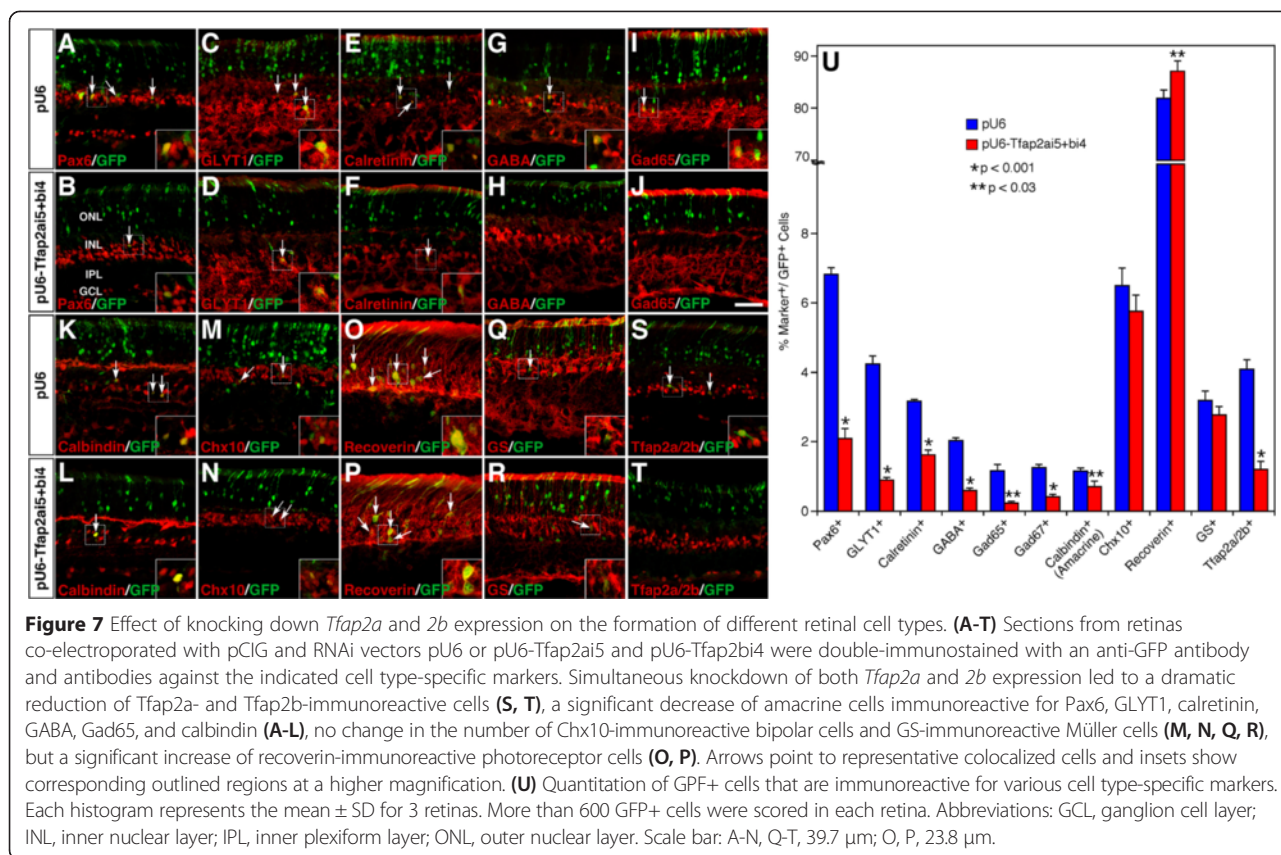 A C E G I
pU6
Pax6/GFP GLYT1/GFP Calretinin/GFP GABA/GFP Gad65/GFP
B D F H J
pU6-Tfap2ai5+bi4
ONL
INL
IPL
GCL
Pax6/GFP GLYT1/GFP Calretinin/GFP Gad65/GFP
GABA/GFP
K M O Q S
pU6
Calbindin/GFP Chx10/GFP Recoverin/GFP GS/GFP Tfap2a/2b/GFP
L N P R T
pU6-Tfap2ai5+bi4
Calbindin/GFP Chx10/GFP Recoverin/GFP GS/GFP Tfap2a/2b/GFP
U
90
80
70
8
6
4
2
0
% Marker+/ GFP+ Cells
pU6
pU6-Tfap2ai5+bi4
*p < 0.001
**p < 0.03
* * * * ** * ** ** *
Pax6+
GLYT1+
Calretinin+
GABA+
Gad65+
Gad67+
Calbindin+
(Amacrine)
Chx10+
Recoverin+
GS+
Tfap2a/2b+
Figure 7 Effect of knocking down Tfap2a and 2b expression on the formation of different retinal cell types. (A-T) Sections from retinas
co-electroporated with pCIG and RNAi vectors pU6 or pU6-Tfap2ai5 and pU6-Tfap2bi4 were double-immunostained with an anti-GFP antibody
and antibodies against the indicated cell type-specific markers. Simultaneous knockdown of both Tfap2a and 2b expression led to a dramatic
reduction of Tfap2a- and Tfap2b-immunoreactive cells (S, T), a significant decrease of amacrine cells immunoreactive for Pax6, GLYT1, calretinin,
GABA, Gad65, and calbindin (A-L), no change in the number of Chx10-immunoreactive bipolar cells and GS-immunoreactive Müller cells (M, N, Q, R),
but a significant increase of recoverin-immunoreactive photoreceptor cells (O, P). Arrows point to representative colocalized cells and insets show
corresponding outlined regions at a higher magnification. (U) Quantitation of GPF+ cells that are immunoreactive for various cell type-specific markers.
Each histogram represents the mean ± SD for 3 retinas. More than 600 GFP+ cells were scored in each retina. Abbreviations: GCL, ganglion cell layer;
INL, inner nuclear layer; IPL, inner plexiform layer; ONL, outer nuclear layer. Scale bar: A-N, Q-T, 39.7 μm; O, P, 23.8 μm.